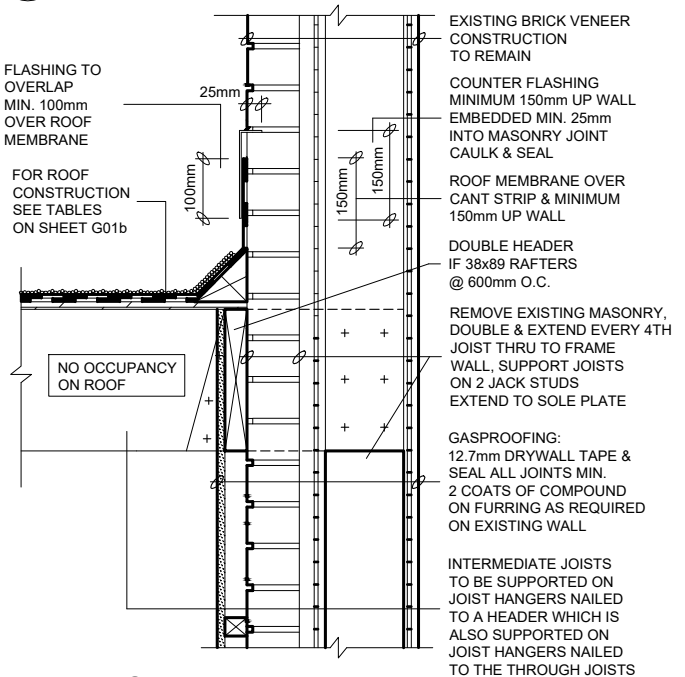 FLASHING TO
OVERLAP
MIN. 100mm
OVER ROOF
MEMBRANE
FOR ROOF
CONSTRUCTION
SEE TABLES
ON SHEET G01b
25mm
100mm
150mm
150mm
NO OCCUPANCY
ON ROOF
EXISTING BRICK VENEER
CONSTRUCTION
TO REMAIN
COUNTER FLASHING
MINIMUM 150mm UP WALL
EMBEDDED MIN. 25mm
INTO MASONRY JOINT
CAULK & SEAL
ROOF MEMBRANE OVER
CANT STRIP & MINIMUM
150mm UP WALL
DOUBLE HEADER
IF 38x89 RAFTERS
@ 600mm O.C.
REMOVE EXISTING MASONRY,
DOUBLE & EXTEND EVERY 4TH
JOIST THRU TO FRAME
WALL, SUPPORT JOISTS
ON 2 JACK STUDS
EXTEND TO SOLE PLATE
GASPROOFING:
12.7mm DRYWALL TAPE &
SEAL ALL JOINTS MIN.
2 COATS OF COMPOUND
ON FURRING AS REQUIRED
ON EXISTING WALL
INTERMEDIATE JOISTS
TO BE SUPPORTED ON
JOIST HANGERS NAILED
TO A HEADER WHICH IS
ALSO SUPPORTED ON
JOIST HANGERS NAILED
TO THE THROUGH JOISTS